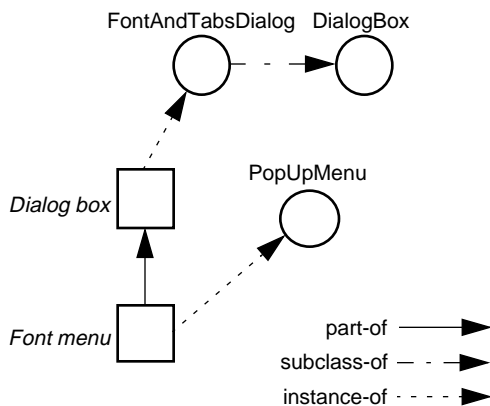 FontAndTabsDialog
DialogBox
PopUpMenu
Dialog box
Font menu
part-of
subclass-of
instance-of